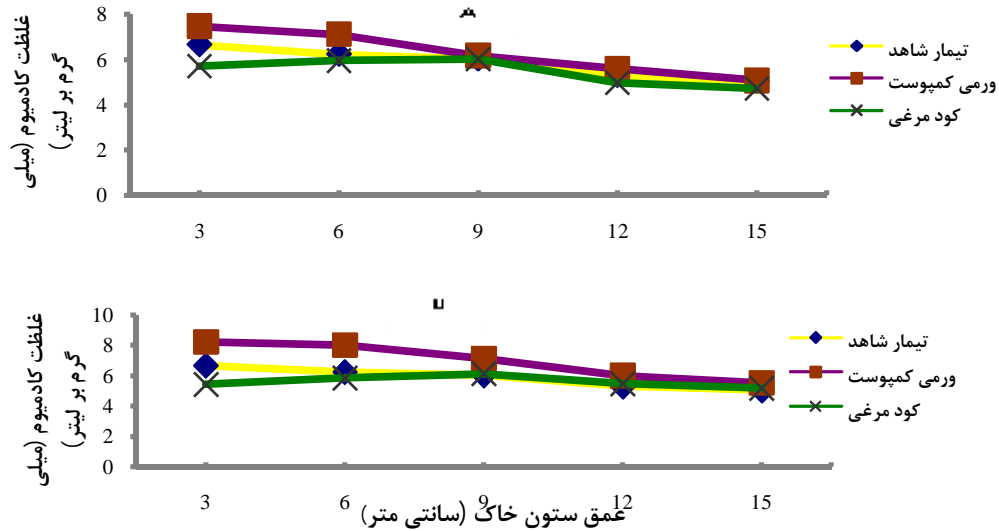 غلظت کادمیوم (میلی
گرم بر لیتر)
8
6
4
2
0
3 6 9 12 15
تیمار شاهد
ورمی کمپوست
کود مرغی
غلظت کادمیوم (میلی
گرم بر لیتر)
10
8
6
4
2
0
3 6 9 12 15
تیمار شاهد
ورمی کمپوست
کود مرغی
عمق ستون خاک (سانتی متر)